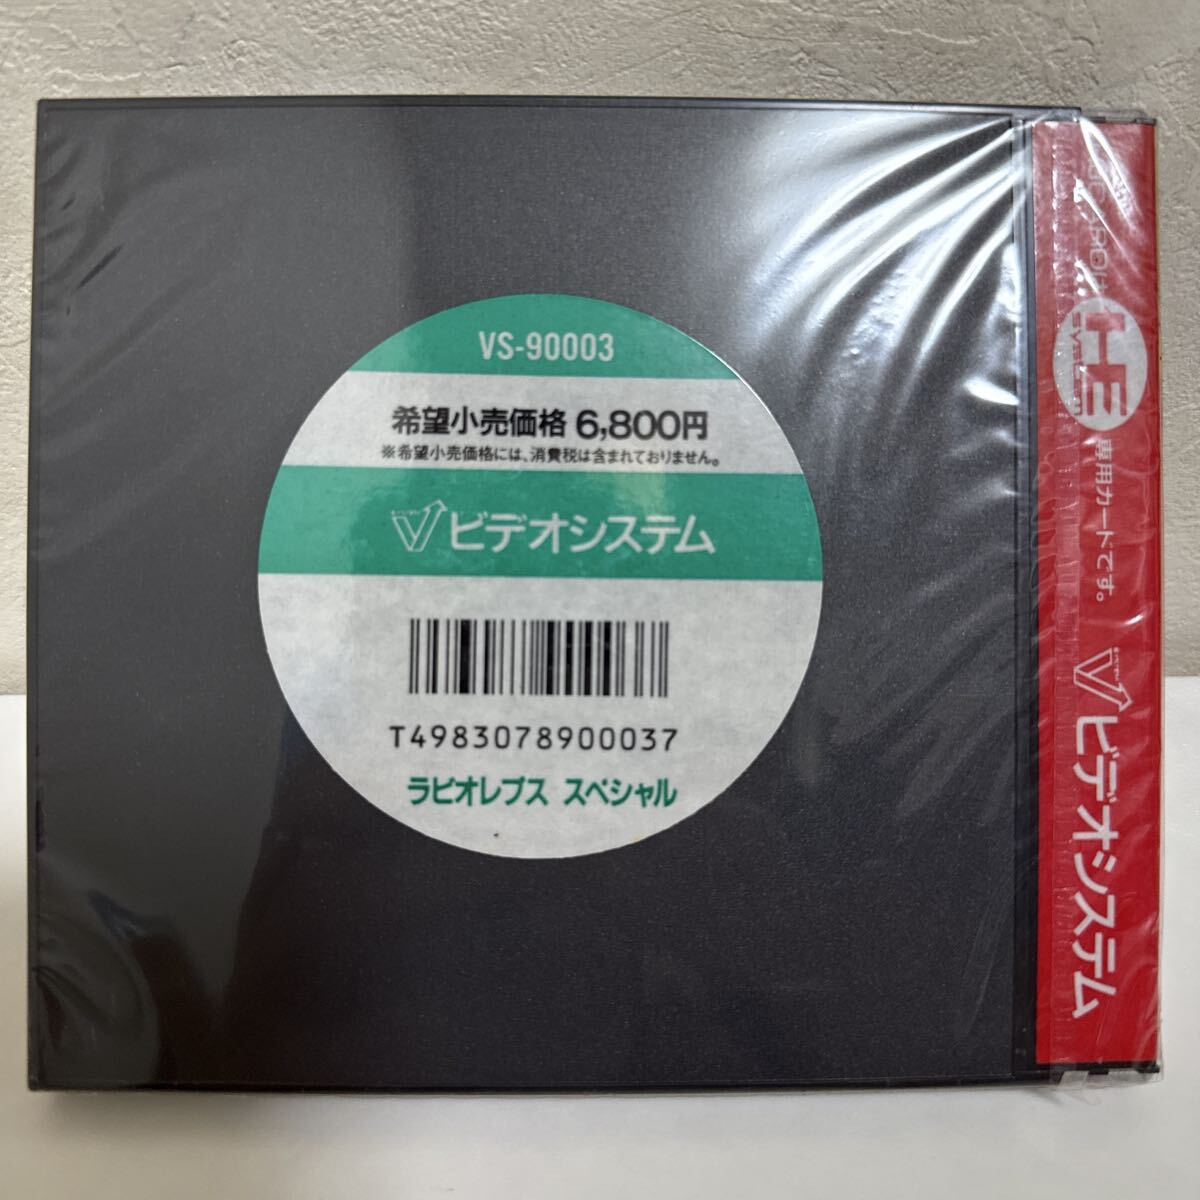 VS-90003
希望小売価格 6,800円
※希望小売価格には、消費税は含まれておりません。
ビデオシステム
T4983078900037
ラビオレプス スペシャル
HE
SYSTEM
専用カードです。
ビデオシステム